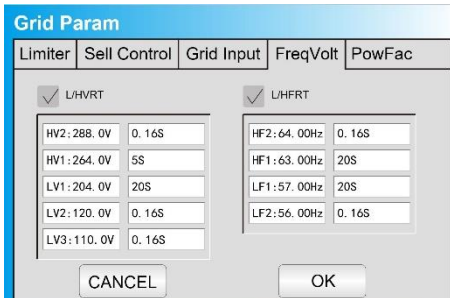 Grid Param
Limiter Sell Control Grid Input FreqVolt PowFac
L/HVRT
HV2:288.0V 0.16S
HV1:264.0V 5S
LV1:204.0V 20S
LV2:120.0V 0.16S
LV3:110.0V 0.16S
L/HFRT
HF2:64.00Hz 0.16S
HF1:63.00Hz 20S
LF1:57.00Hz 20S
LF2:56.00Hz 0.16S
CANCEL OK